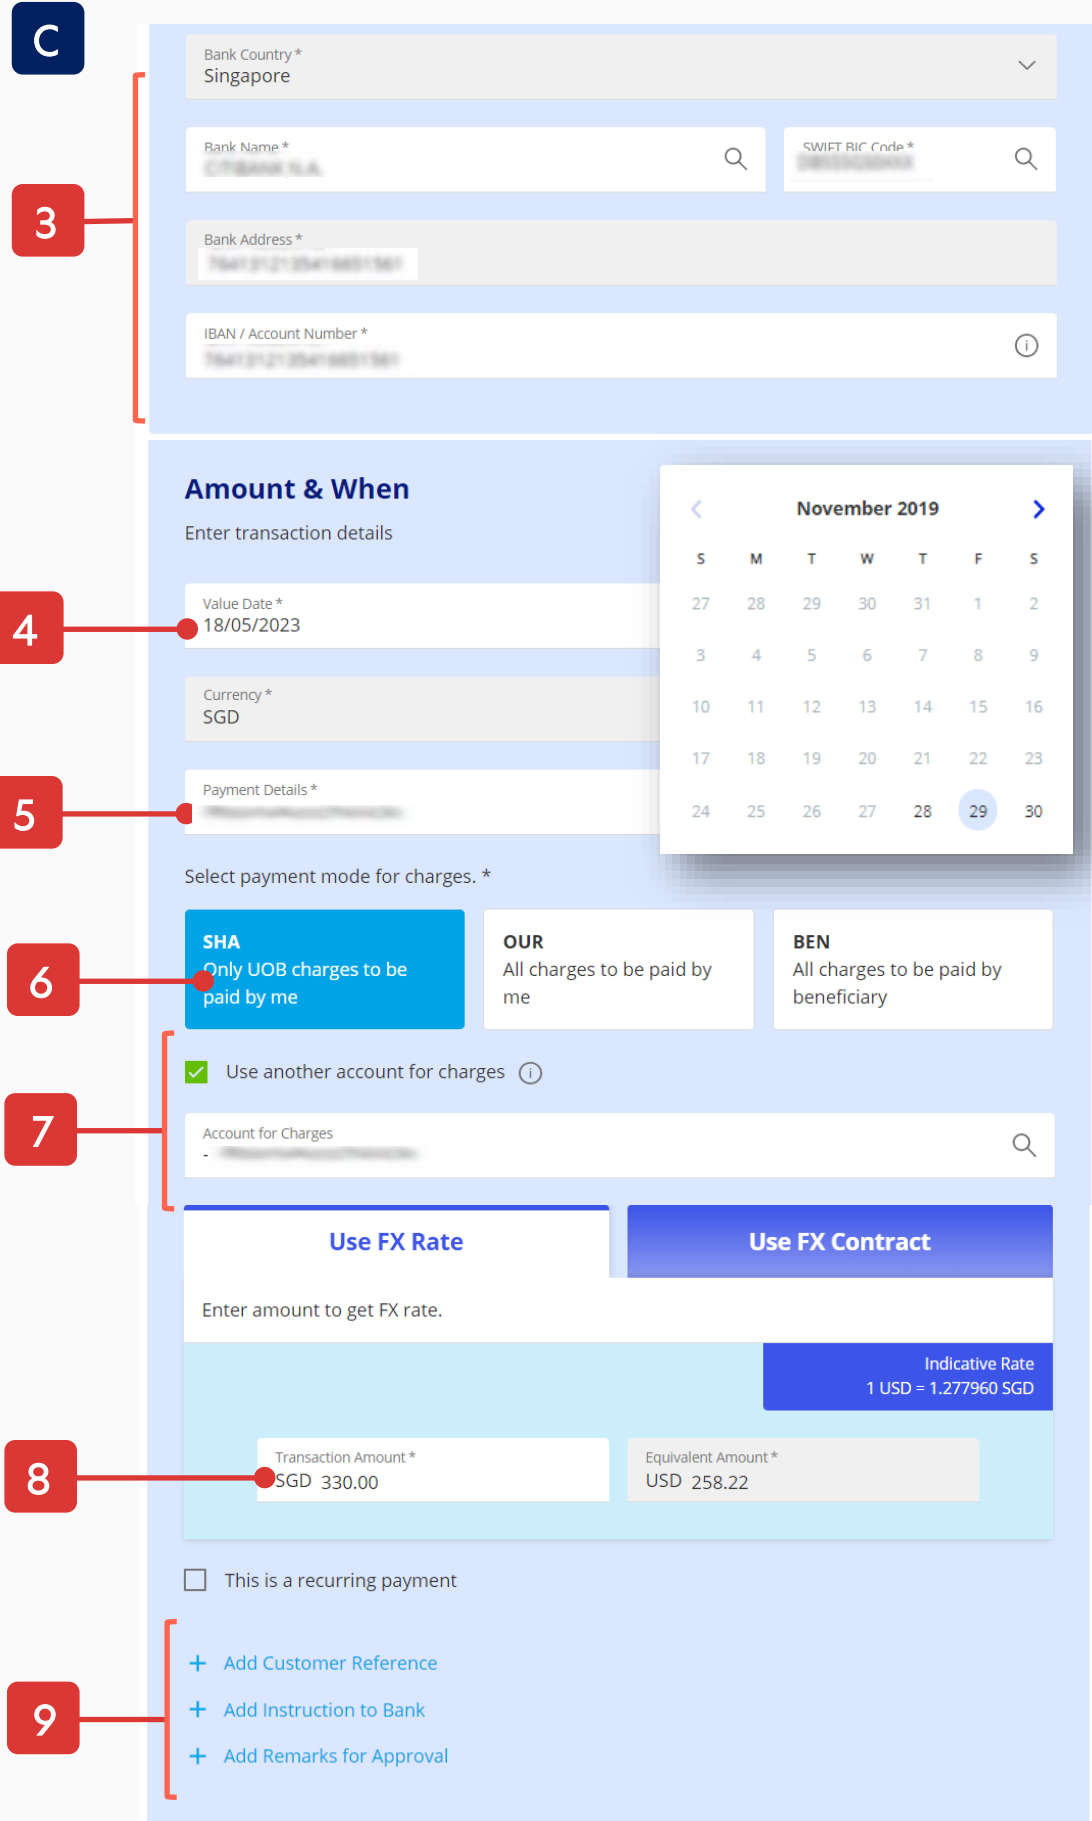 C
Bank Country *
Singapore
3
Bank Name *
SWIFT BIC Code *
Bank Address *
IBAN / Account Number *
Amount & When
Enter transaction details
November 2019
S M T W T F S
27 28 29 30 31 1 2
3 4 5 6 7 8 9
10 11 12 13 14 15 16
17 18 19 20 21 22 23
24 25 26 27 28 29 30
4
Value Date *
18/05/2023
Currency *
SGD
5
Payment Details *
Select payment mode for charges. *
6
SHA
Only UOB charges to be
paid by me
OUR
All charges to be paid by
me
BEN
All charges to be paid by
beneficiary
7
Use another account for charges
Account for Charges
-
Use FX Rate
Use FX Contract
Enter amount to get FX rate.
Indicative Rate
1 USD = 1.277960 SGD
8
Transaction Amount *
SGD 330.00
Equivalent Amount *
USD 258.22
This is a recurring payment
9
+ Add Customer Reference
+ Add Instruction to Bank
+ Add Remarks for Approval